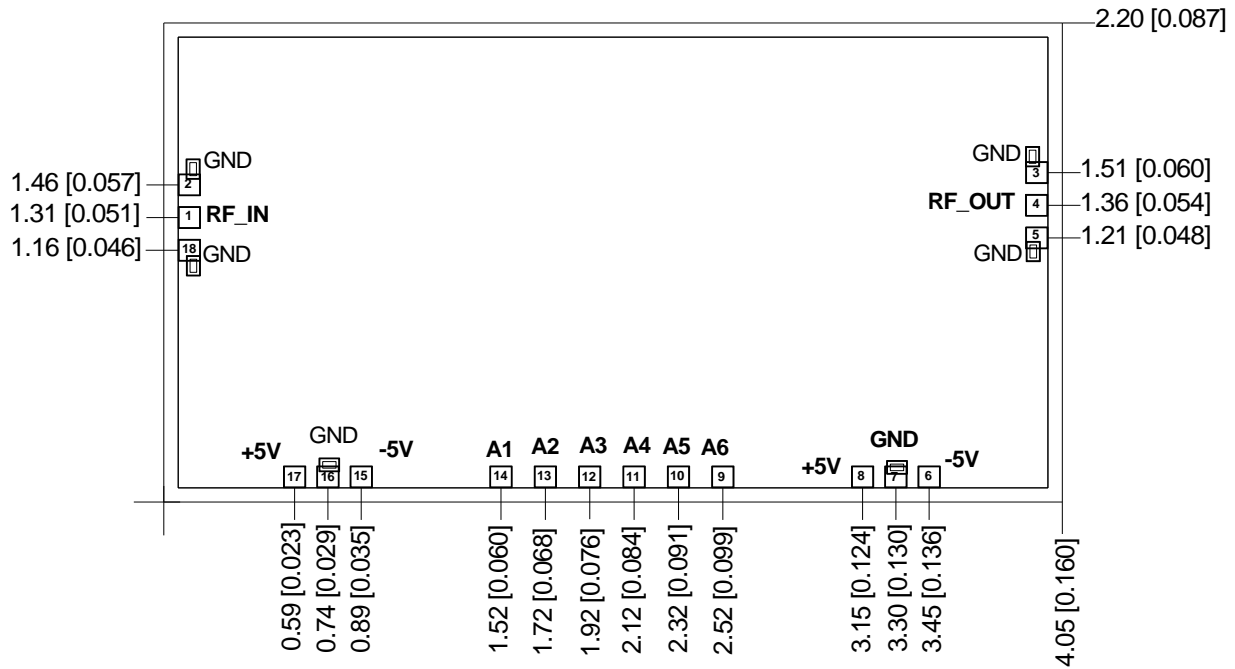 2.20 [0.087]
GND
GND
2
3
1.46 [0.057]
1.51 [0.060]
1.31 [0.051]
1
RF_IN
RF_OUT
4
1.36 [0.054]
1.16 [0.046]
18
GND
5
1.21 [0.048]
GND
+5V
GND
-5V
A1
A2
A3
A4
A5
A6
+5V
GND
-5V
17
16
15
14
13
12
11
10
9
8
7
6
0.59 [0.023]
0.74 [0.029]
0.89 [0.035]
1.52 [0.060]
1.72 [0.068]
1.92 [0.076]
2.12 [0.084]
2.32 [0.091]
2.52 [0.099]
3.15 [0.124]
3.30 [0.130]
3.45 [0.136]
4.05 [0.160]